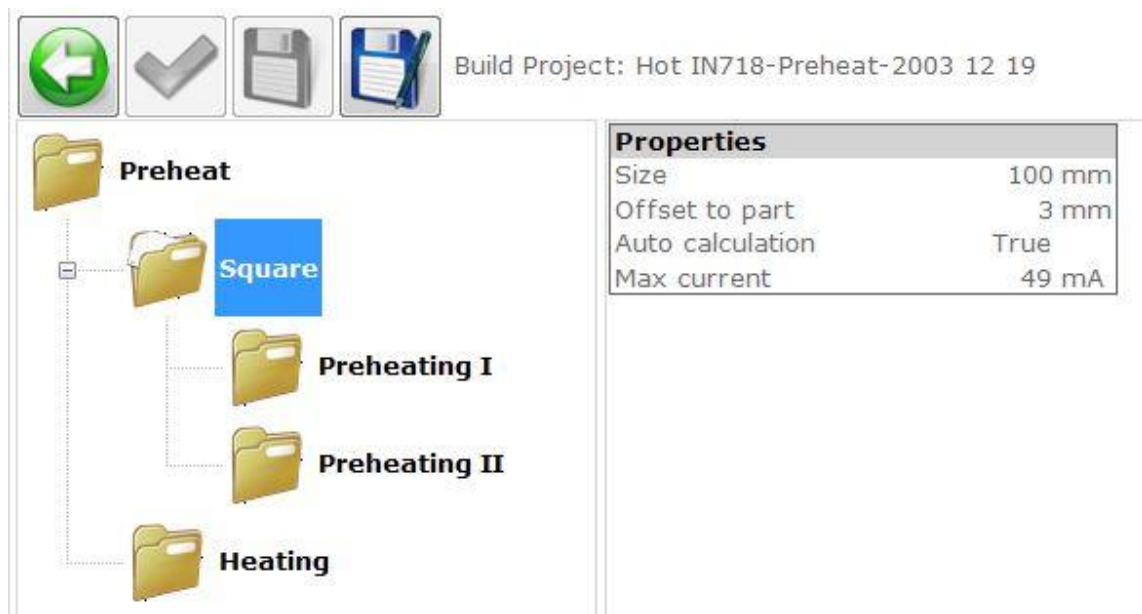 Build Project: Hot IN718-Preheat-2003 12 19
Preheat
Square
Preheating I
Preheating II
Heating
Properties
Size 100 mm
Offset to part 3 mm
Auto calculation True
Max current 49 mA